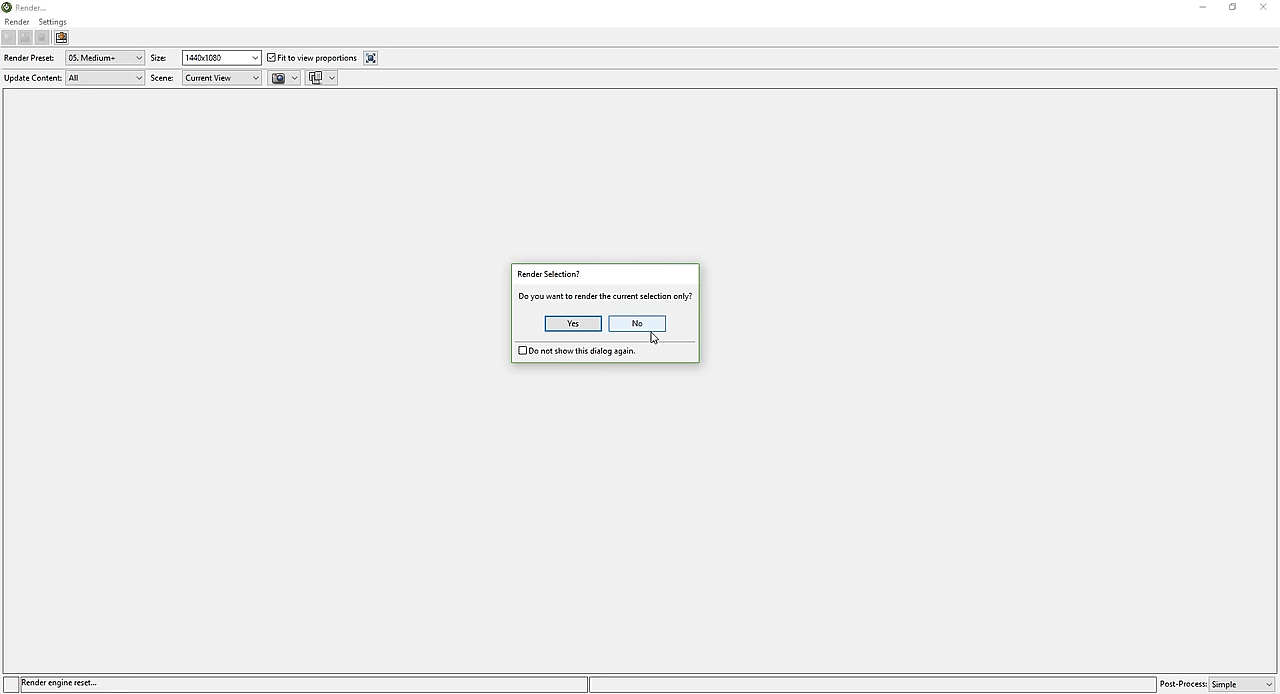 Render...
Render Settings
Render Preset: 05. Medium+ Size: 1440x1080 Fit to view proportions
Update Content: All Scene: Current View
Render Selection?
Do you want to render the current selection only?
Yes No
Do not show this dialog again.
Render engine reset... Post-Process: Simple